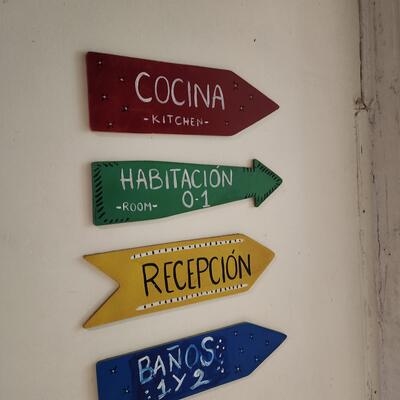 COCINA
-KITCHEN-
HABITACIÓN
-ROOM- 0-1
RECEPCIÓN
BAÑOS
1 Y 2